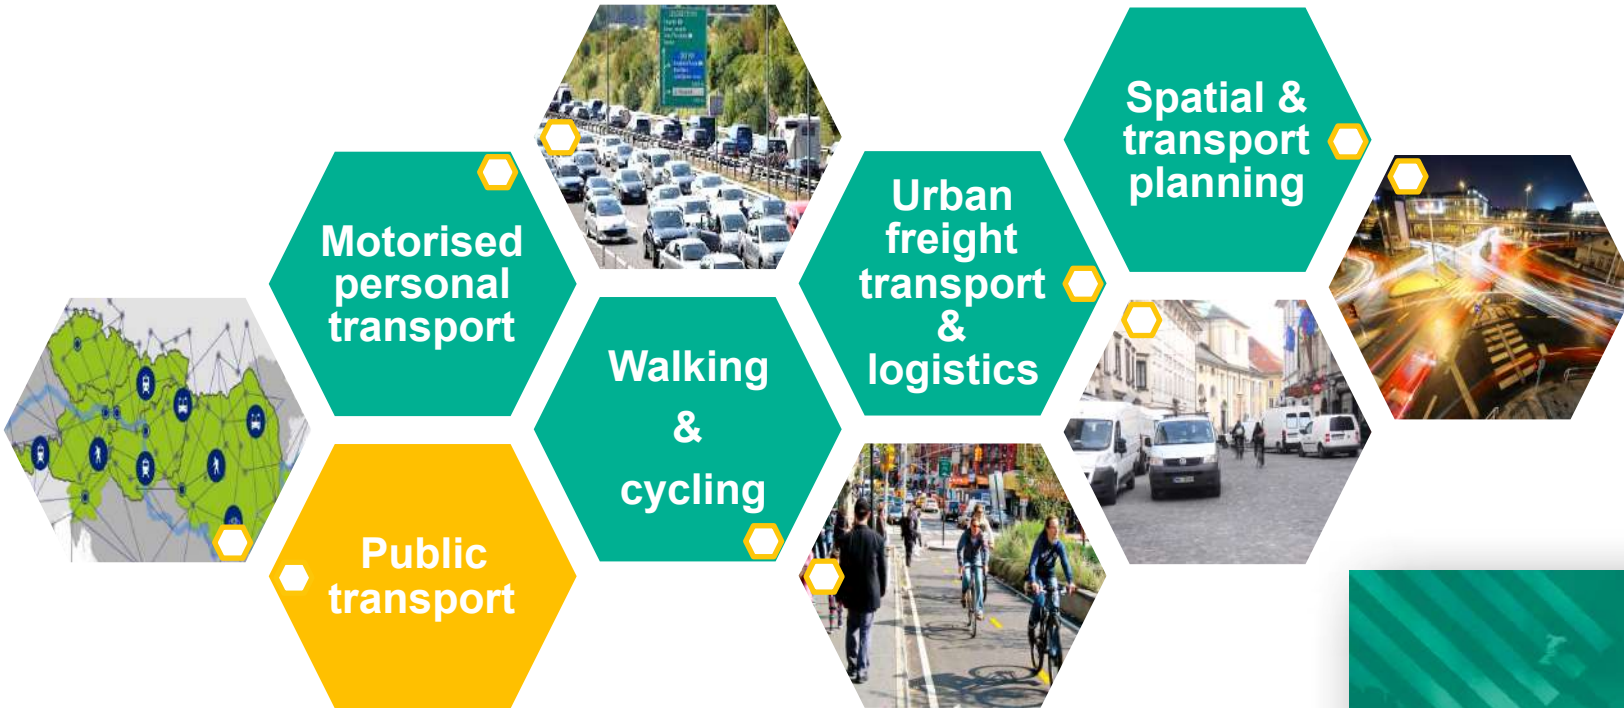 Motorised
personal
transport
Public
transport
Walking
&
cycling
Urban
freight
transport
&
logistics
Spatial &
transport
planning